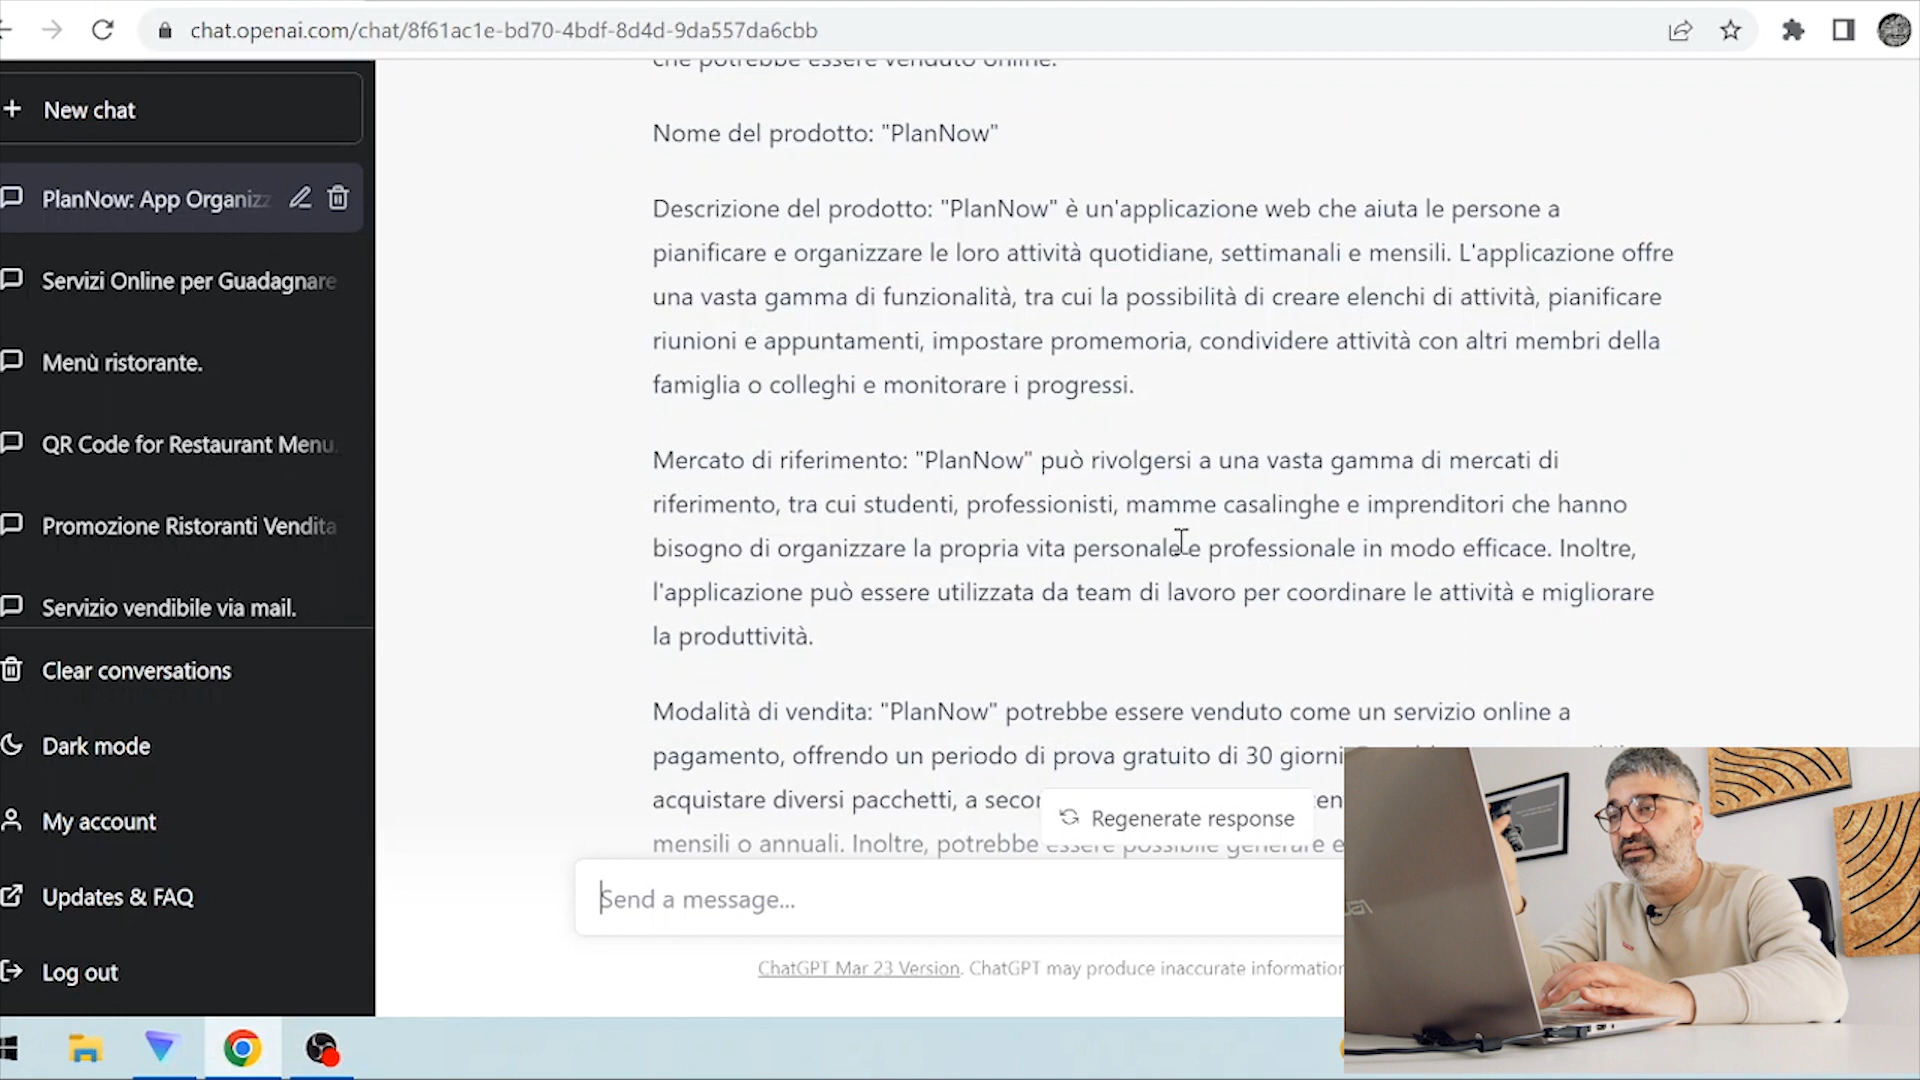 chat.openai.com/chat/8f61ac1e-bd70-4bdf-8d4d-9da557da6cbb
New chat
PlanNow: App Organizz
Servizi Online per Guadagnare
Menù ristorante.
QR Code for Restaurant Menu.
Promozione Ristoranti Vendita
Servizio vendibile via mail.
Clear conversations
Dark mode
My account
Updates & FAQ
Log out
che potrebbe essere venduto online.
Nome del prodotto: "PlanNow"
Descrizione del prodotto: "PlanNow" è un'applicazione web che aiuta le persone a
pianificare e organizzare le loro attività quotidiane, settimanali e mensili. L'applicazione offre
una vasta gamma di funzionalità, tra cui la possibilità di creare elenchi di attività, pianificare
riunioni e appuntamenti, impostare promemoria, condividere attività con altri membri della
famiglia o colleghi e monitorare i progressi.
Mercato di riferimento: "PlanNow" può rivolgersi a una vasta gamma di mercati di
riferimento, tra cui studenti, professionisti, mamme casalinghe e imprenditori che hanno
bisogno di organizzare la propria vita personale e professionale in modo efficace. Inoltre,
l'applicazione può essere utilizzata da team di lavoro per coordinare le attività e migliorare
la produttività.
Modalità di vendita: "PlanNow" potrebbe essere venduto come un servizio online a
pagamento, offrendo un periodo di prova gratuito di 30 giorni
acquistare diversi pacchetti, a secon
mensili o annuali. Inoltre, potrebbe essere possibile generare e
Regenerate response
Send a message...
ChatGPT Mar 23 Version. ChatGPT may produce inaccurate information